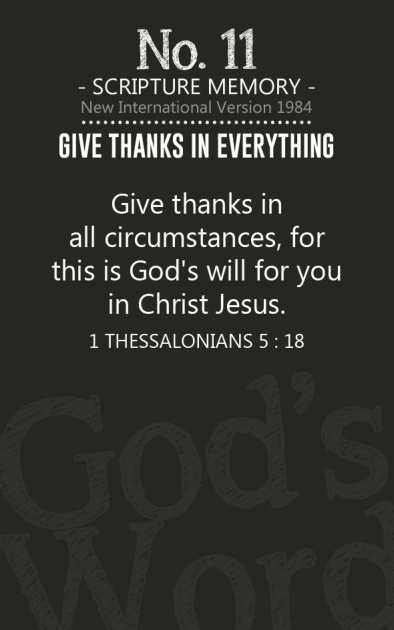 No. 11
- SCRIPTURE MEMORY -
New International Version 1984
GIVE THANKS IN EVERYTHING
Give thanks in
all circumstances, for
this is God's will for you
in Christ Jesus.
1 THESSALONIANS 5 : 18
God's
Word